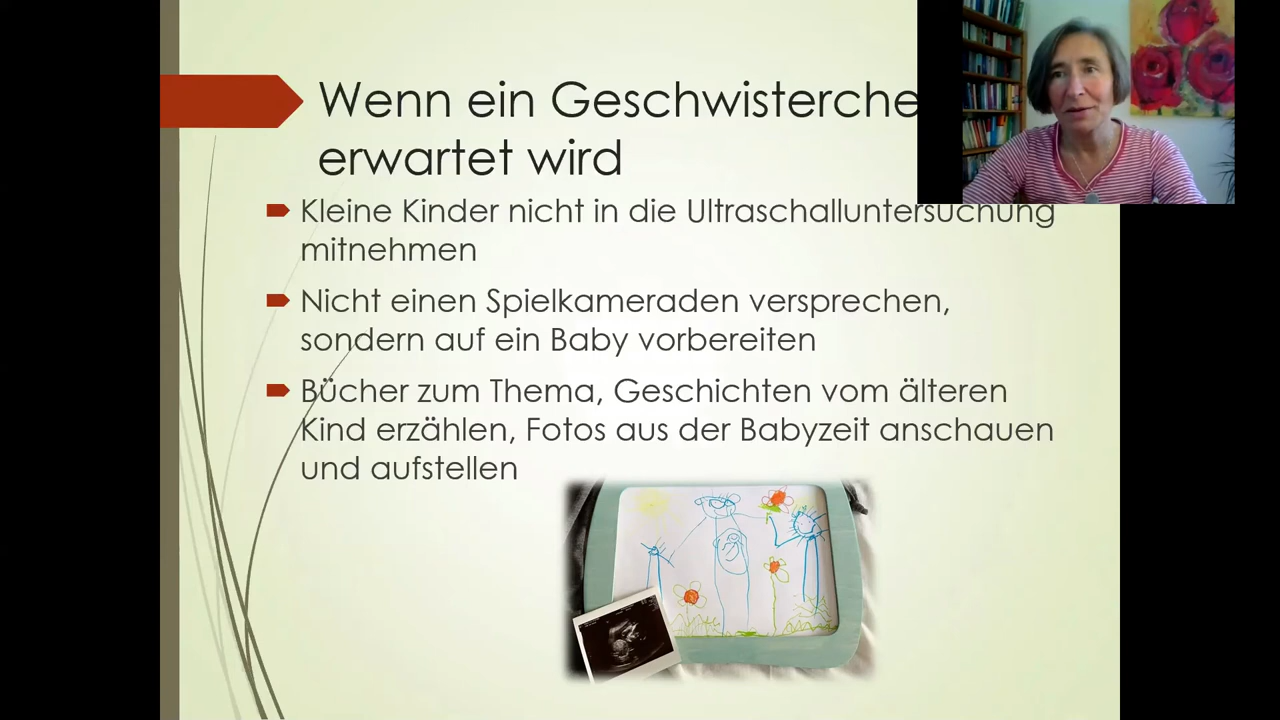 Wenn ein Geschwisterche
erwartet wird
Kleine Kinder nicht in die Ultraschalluntersuchung
mitnehmen
Nicht einen Spielkameraden versprechen,
sondern auf ein Baby vorbereiten
Bücher zum Thema, Geschichten vom älteren
Kind erzählen, Fotos aus der Babyzeit anschauen
und aufstellen